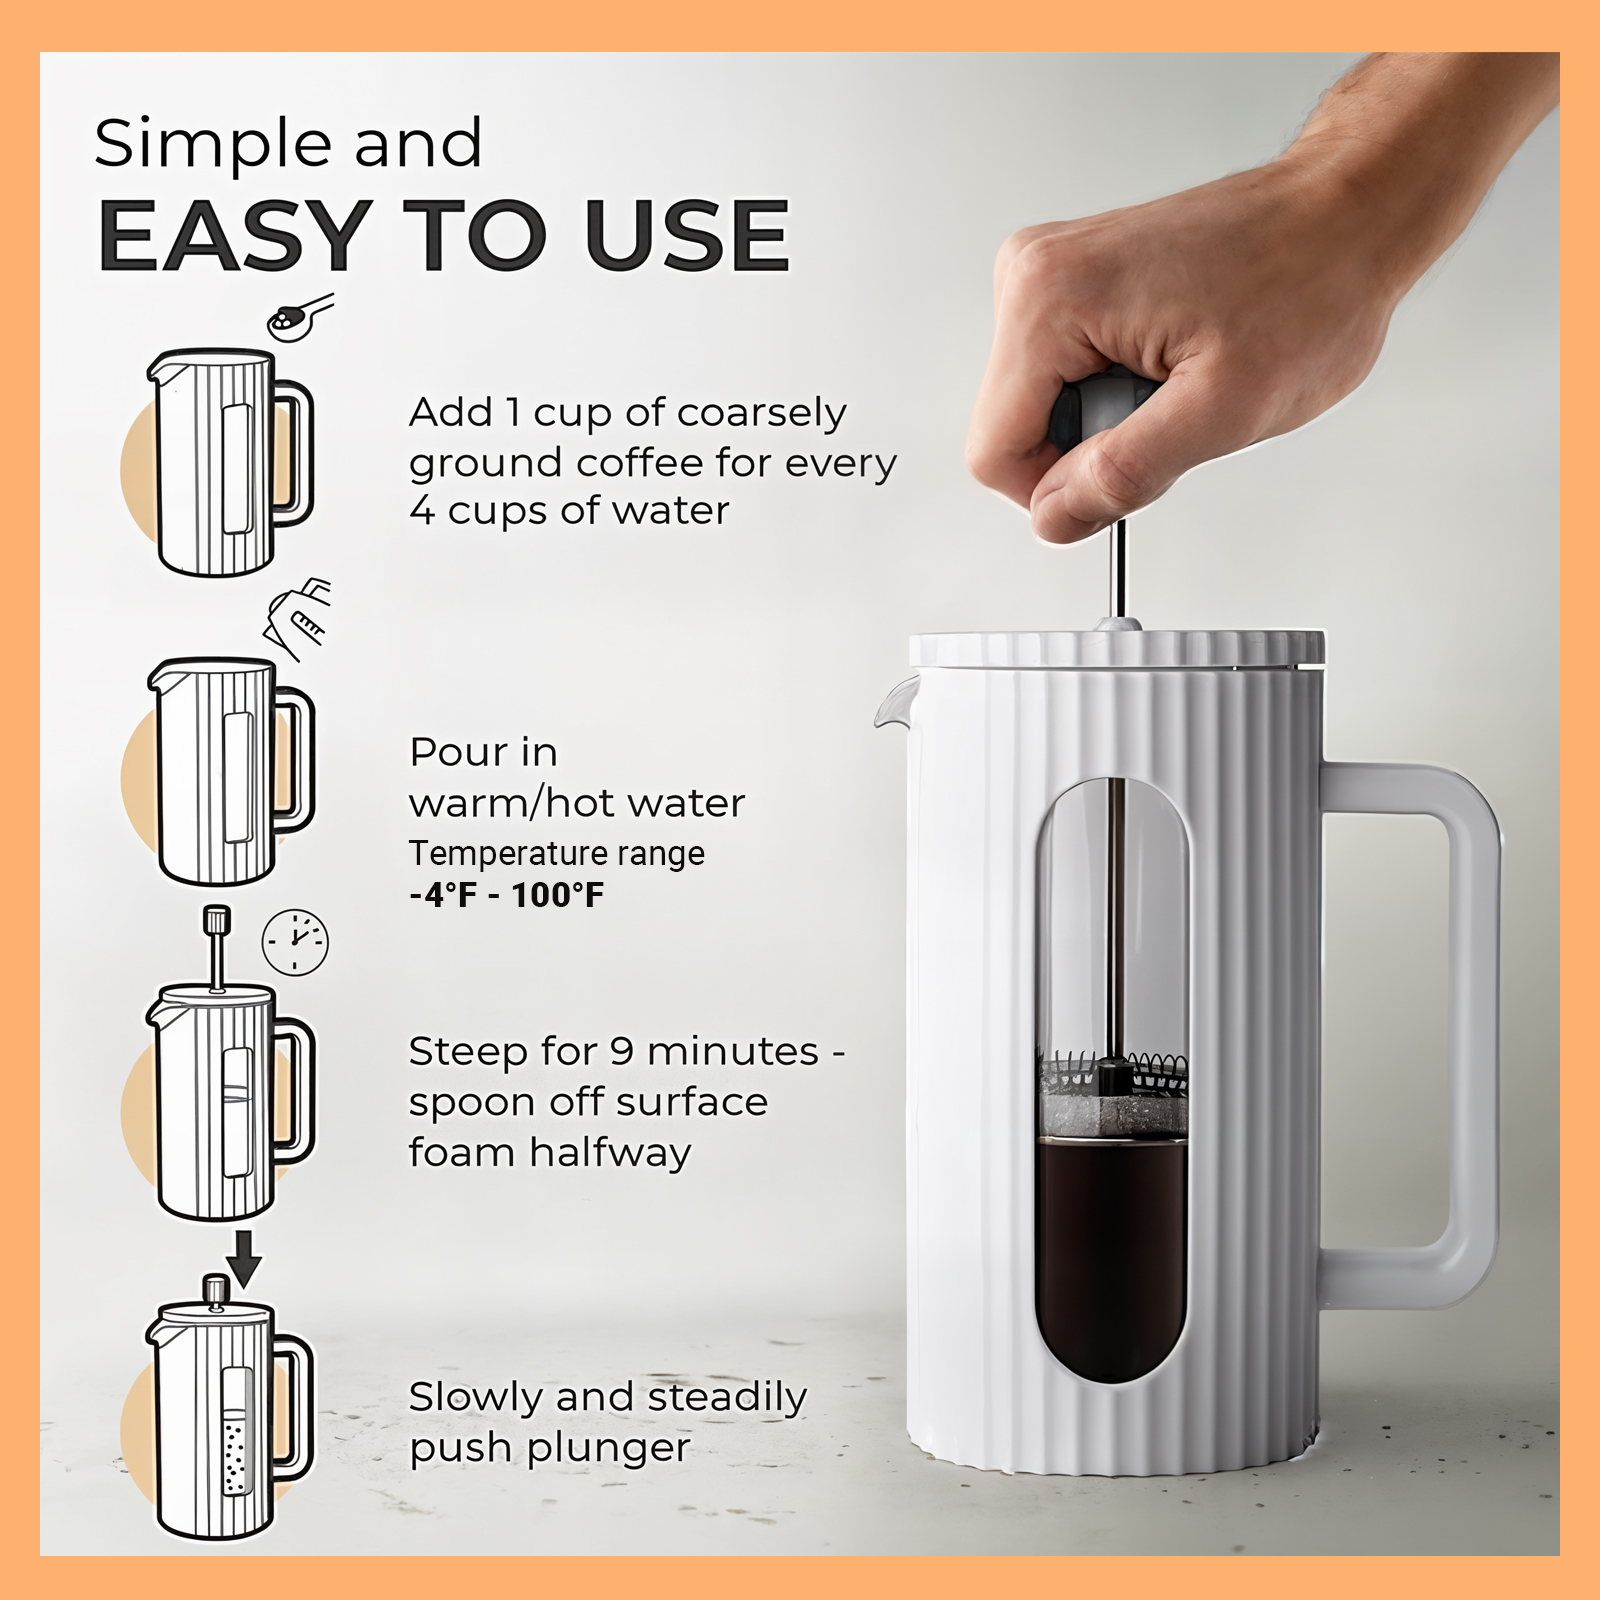 Simple and
EASY TO USE
Add 1 cup of coarsely
ground coffee for every
4 cups of water
Pour in
warm/hot water
Temperature range
-4°F - 100°F
Steep for 9 minutes -
spoon off surface
foam halfway
Slowly and steadily
push plunger